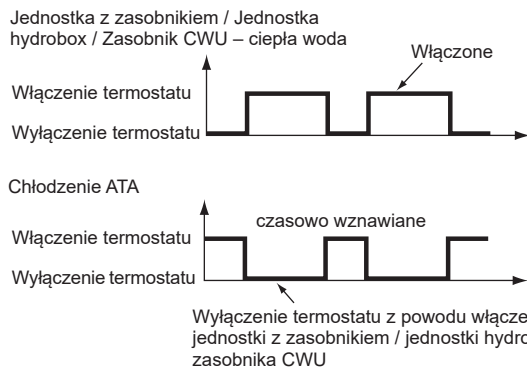 Jednostka z zasobnikiem / Jednostka
hydrobox / Zasobnik CWU – ciepła woda
Włączone
Włączenie termostatu
Wyłączenie termostatu
Chłodzenie ATA
czasowo wznawiane
Włączenie termostatu
Wyłączenie termostatu
Wyłączenie termostatu z powodu
jednostki z zasobnikiem / jednostki
zasobnika CWU